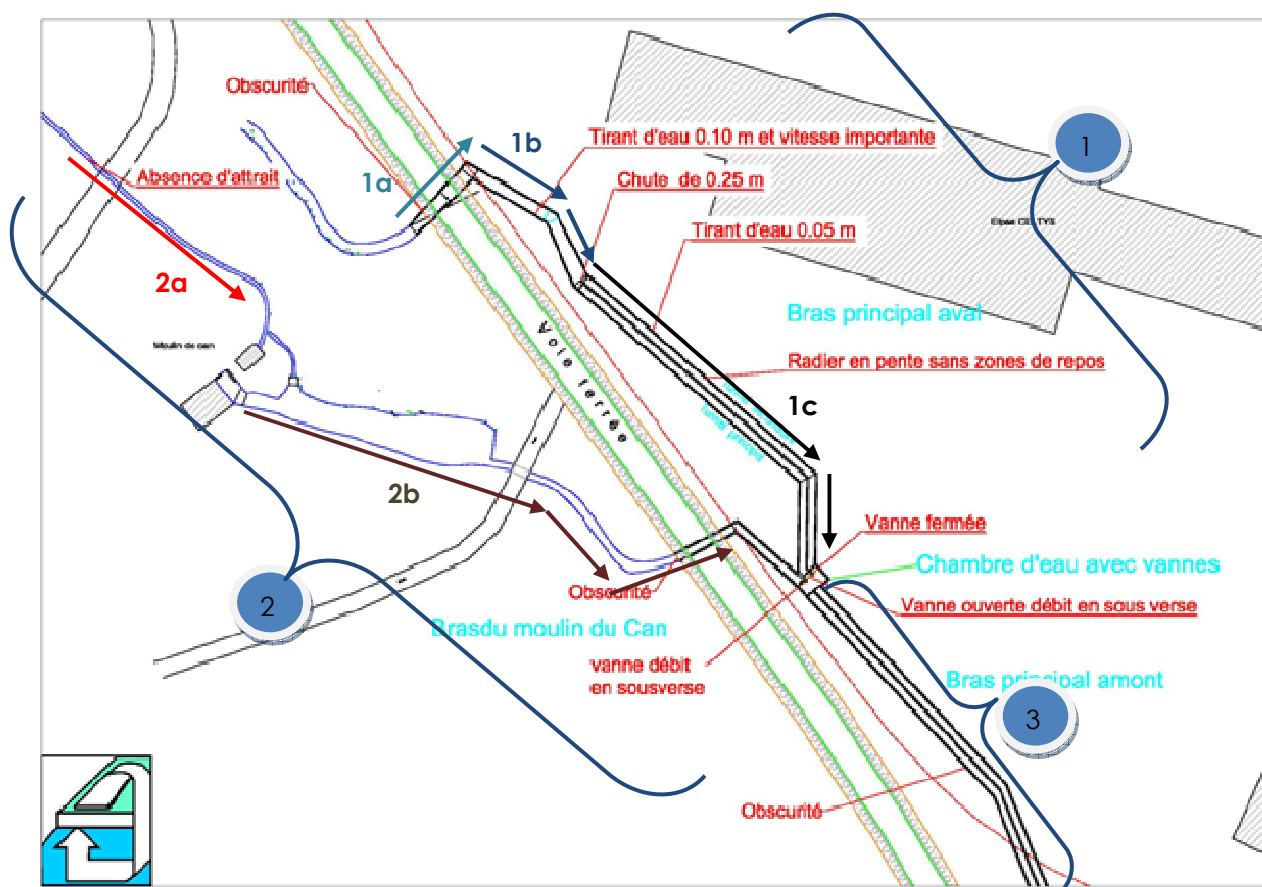 Obscurité
1b
Tirant d'eau 0.10 m et vitesse importante
1
1a
Absence d'attrait
Chute de 0.25 m
Tirant d'eau 0.05 m
2a
Bras principal aval
Voie ferrée
Moulin de can
Radier en pente sans zones de repos
1c
2b
Vanne fermée
Chambre d'eau avec vannes
2
Obscurité
Vanne ouverte débit en sous verse
Brasdu moulin du Can
vanne débit
en sousverse
Bras principal amont
3
Obscurité